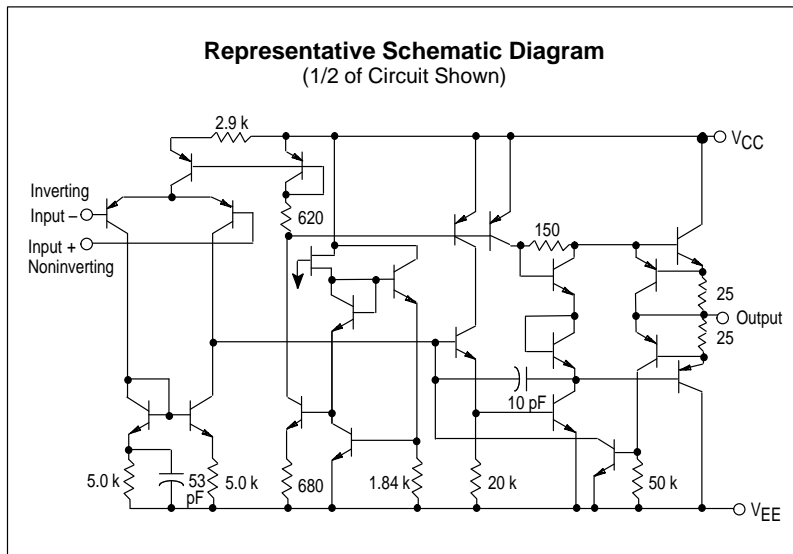 Representative Schematic Diagram
(1/2 of Circuit Shown)
2.9 k
VCC
Inverting
Input –
Input +
Noninverting
620
150
25
Output
25
10 pF
5.0 k
53
pF
5.0 k
680
1.84 k
20 k
50 k
VEE